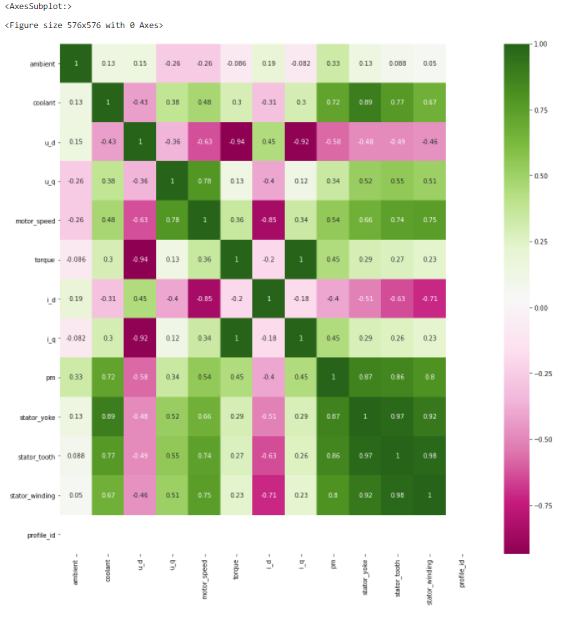 <AxesSubplot:>
<Figure size 576x576 with 0 Axes>
ambient 1 0.13 0.15 -0.26 -0.26 -0.086 0.19 -0.082 0.33 0.13 0.088 0.05
coolant 0.13 1 -0.43 0.38 0.48 0.3 -0.31 0.3 0.72 0.89 0.77 0.67
u_d 0.15 -0.43 1 -0.36 -0.63 -0.94 0.45 -0.92 -0.58 -0.48 -0.49 -0.46
u_q -0.26 0.38 -0.36 1 0.78 0.13 -0.4 0.12 0.34 0.52 0.55 0.51
motor_speed -0.26 0.48 -0.63 0.78 1 0.36 -0.85 0.34 0.54 0.66 0.74 0.75
torque -0.086 0.3 -0.94 0.13 0.36 1 -0.2 1 0.45 0.29 0.27 0.23
i_d 0.19 -0.31 0.45 -0.4 -0.85 -0.2 1 -0.18 -0.4 -0.51 -0.63 -0.71
i_q -0.082 0.3 -0.92 0.12 0.34 1 -0.18 1 0.45 0.29 0.26 0.23
pm 0.33 0.72 -0.58 0.34 0.54 0.45 -0.4 0.45 1 0.87 0.86 0.8
stator_yoke 0.13 0.89 -0.48 0.52 0.66 0.29 -0.51 0.29 0.87 1 0.97 0.92
stator_tooth 0.088 0.77 -0.49 0.55 0.74 0.27 -0.63 0.26 0.86 0.97 1 0.98
stator_winding 0.05 0.67 -0.46 0.51 0.75 0.23 -0.71 0.23 0.8 0.92 0.98 1
profile_id
ambient coolant u_d u_q motor_speed torque i_d i_q pm stator_yoke stator_tooth stator_winding profile_id
1.00
0.75
0.50
0.25
0.00
-0.25
-0.50
-0.75